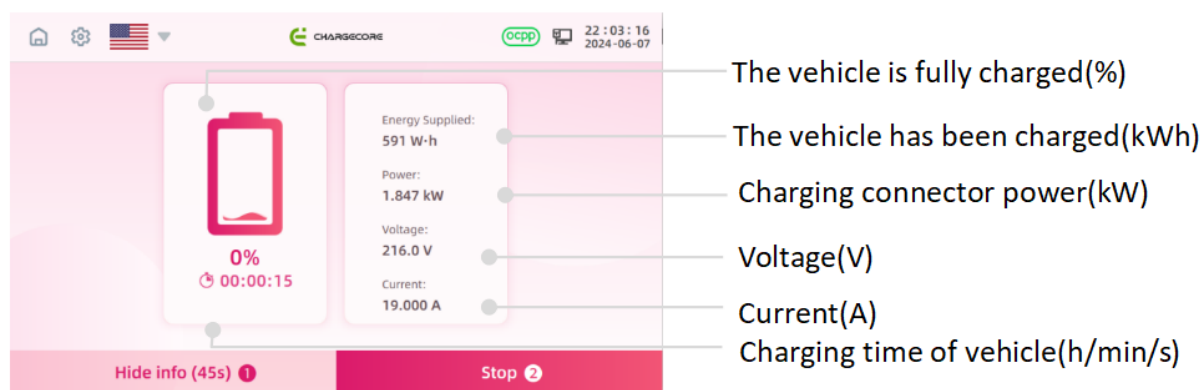 CHARGECORE
ocpp
22:03:16
2024-06-07
Energy Supplied:
591 W·h
Power:
1.847 kW
Voltage:
216.0 V
Current:
19.000 A
0%
00:00:15
Hide info (45s) 1
Stop 2
The vehicle is fully charged(%)
The vehicle has been charged(kWh)
Charging connector power(kW)
Voltage(V)
Current(A)
Charging time of vehicle(h/min/s)